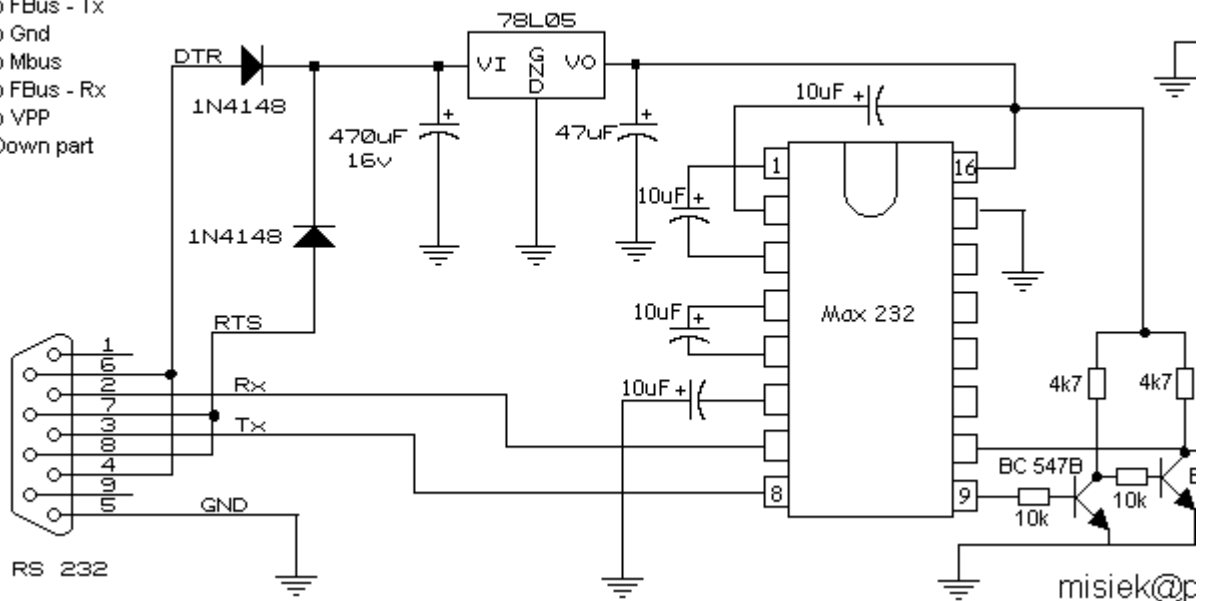 FBus - Tx
Gnd
Mbus
FBus - Rx
VPP
Down part
78L05
DTR
VI
GND
VO
1N4148
10uF +
470uF
16v
+
47uF
+
1
16
10uF +
1N4148
Max 232
10uF +
RTS
1
6
2
7
3
8
4
9
5
Rx
Tx
10uF +
4k7
4k7
BC 547B
8
9
10k
10k
GND
RS 232
misiek@p